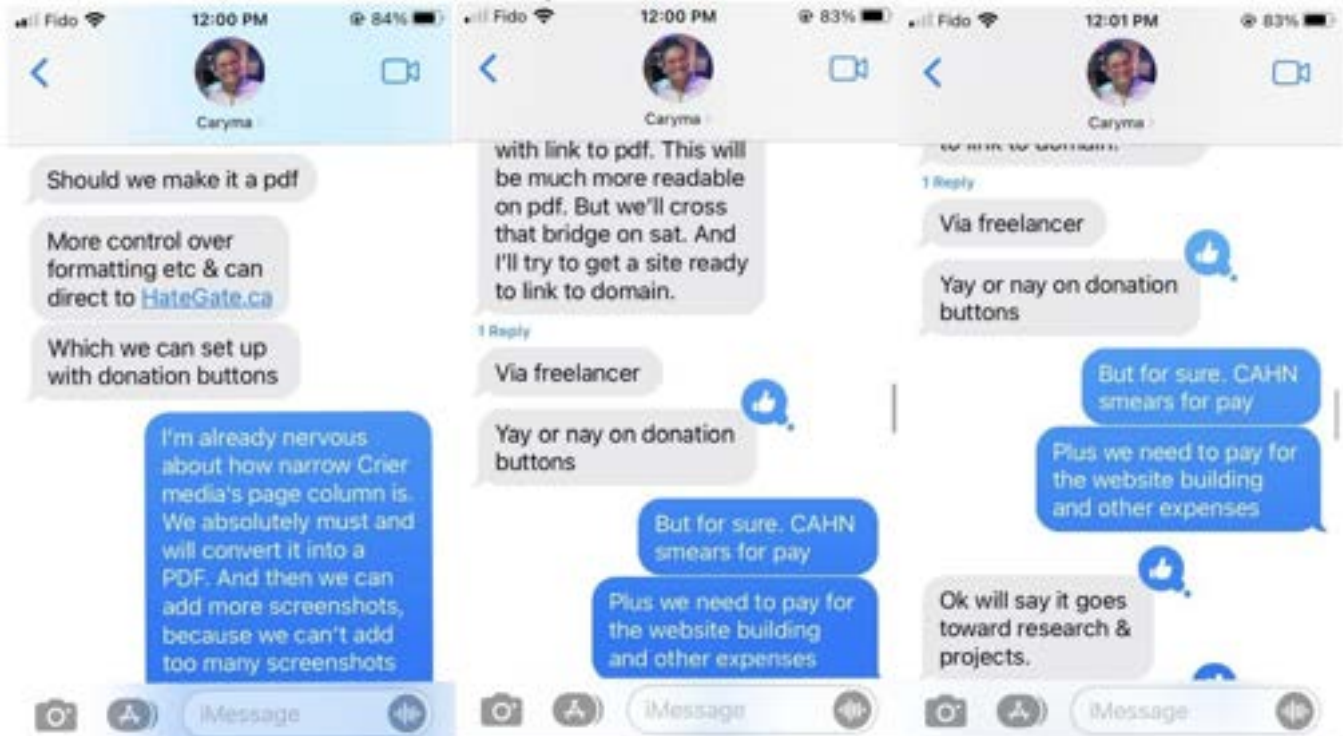 Fido
12:00 PM
84%
Caryma
Should we make it a pdf
More control over
formatting etc & can
direct to HateGate.ca
Which we can set up
with donation buttons
I'm already nervous
about how narrow Crier
media's page column is.
We absolutely must and
will convert it into a
PDF. And then we can
add more screenshots,
because we can't add
too many screenshots
iMessage
Fido
12:00 PM
83%
Caryma
with link to pdf. This will
be much more readable
on pdf. But we'll cross
that bridge on sat. And
I'll try to get a site ready
to link to domain.
1 Reply
Via freelancer
Yay or nay on donation
buttons
But for sure. CAHN
smears for pay
Plus we need to pay for
the website building
and other expenses
iMessage
Fido
12:01 PM
83%
Caryma
to link to domain.
1 Reply
Via freelancer
Yay or nay on donation
buttons
But for sure. CAHN
smears for pay
Plus we need to pay for
the website building
and other expenses
Ok will say it goes
toward research &
projects.
iMessage